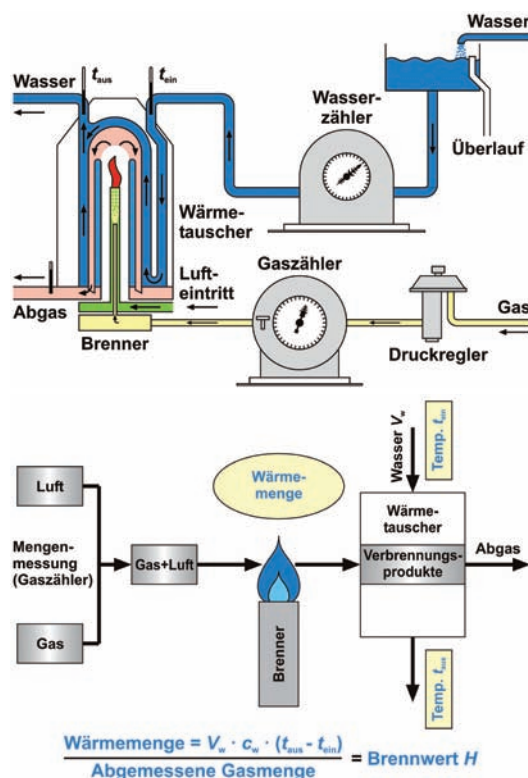 Wasser
Wasser
t_aus
t_ein
Wasser-
zähler
Überlauf
Wärme-
tauscher
Luft-
eintritt
Gaszähler
Gas
Abgas
Brenner
Druckregler
Wasser V_w
Temp. t_ein
Luft
Wärme-
menge
Wärme-
tauscher
Mengen-
messung
(Gaszähler)
Gas+Luft
Verbrennungs-
produkte
Abgas
Gas
Brenner
Temp. t_aus
Wärmemenge = V_w · c_w · (t_aus - t_ein)
Abgemessene Gasmenge
= Brennwert H